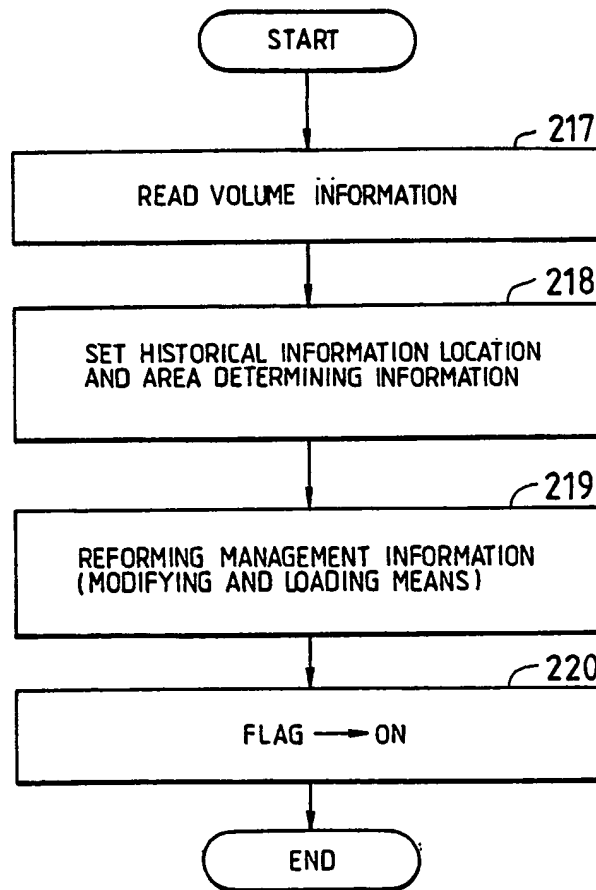 START
217
READ VOLUME INFORMATION
218
SET HISTORICAL INFORMATION LOCATION
AND AREA DETERMINING INFORMATION
219
REFORMING MANAGEMENT INFORMATION
(MODIFYING AND LOADING MEANS)
220
FLAG → ON
END